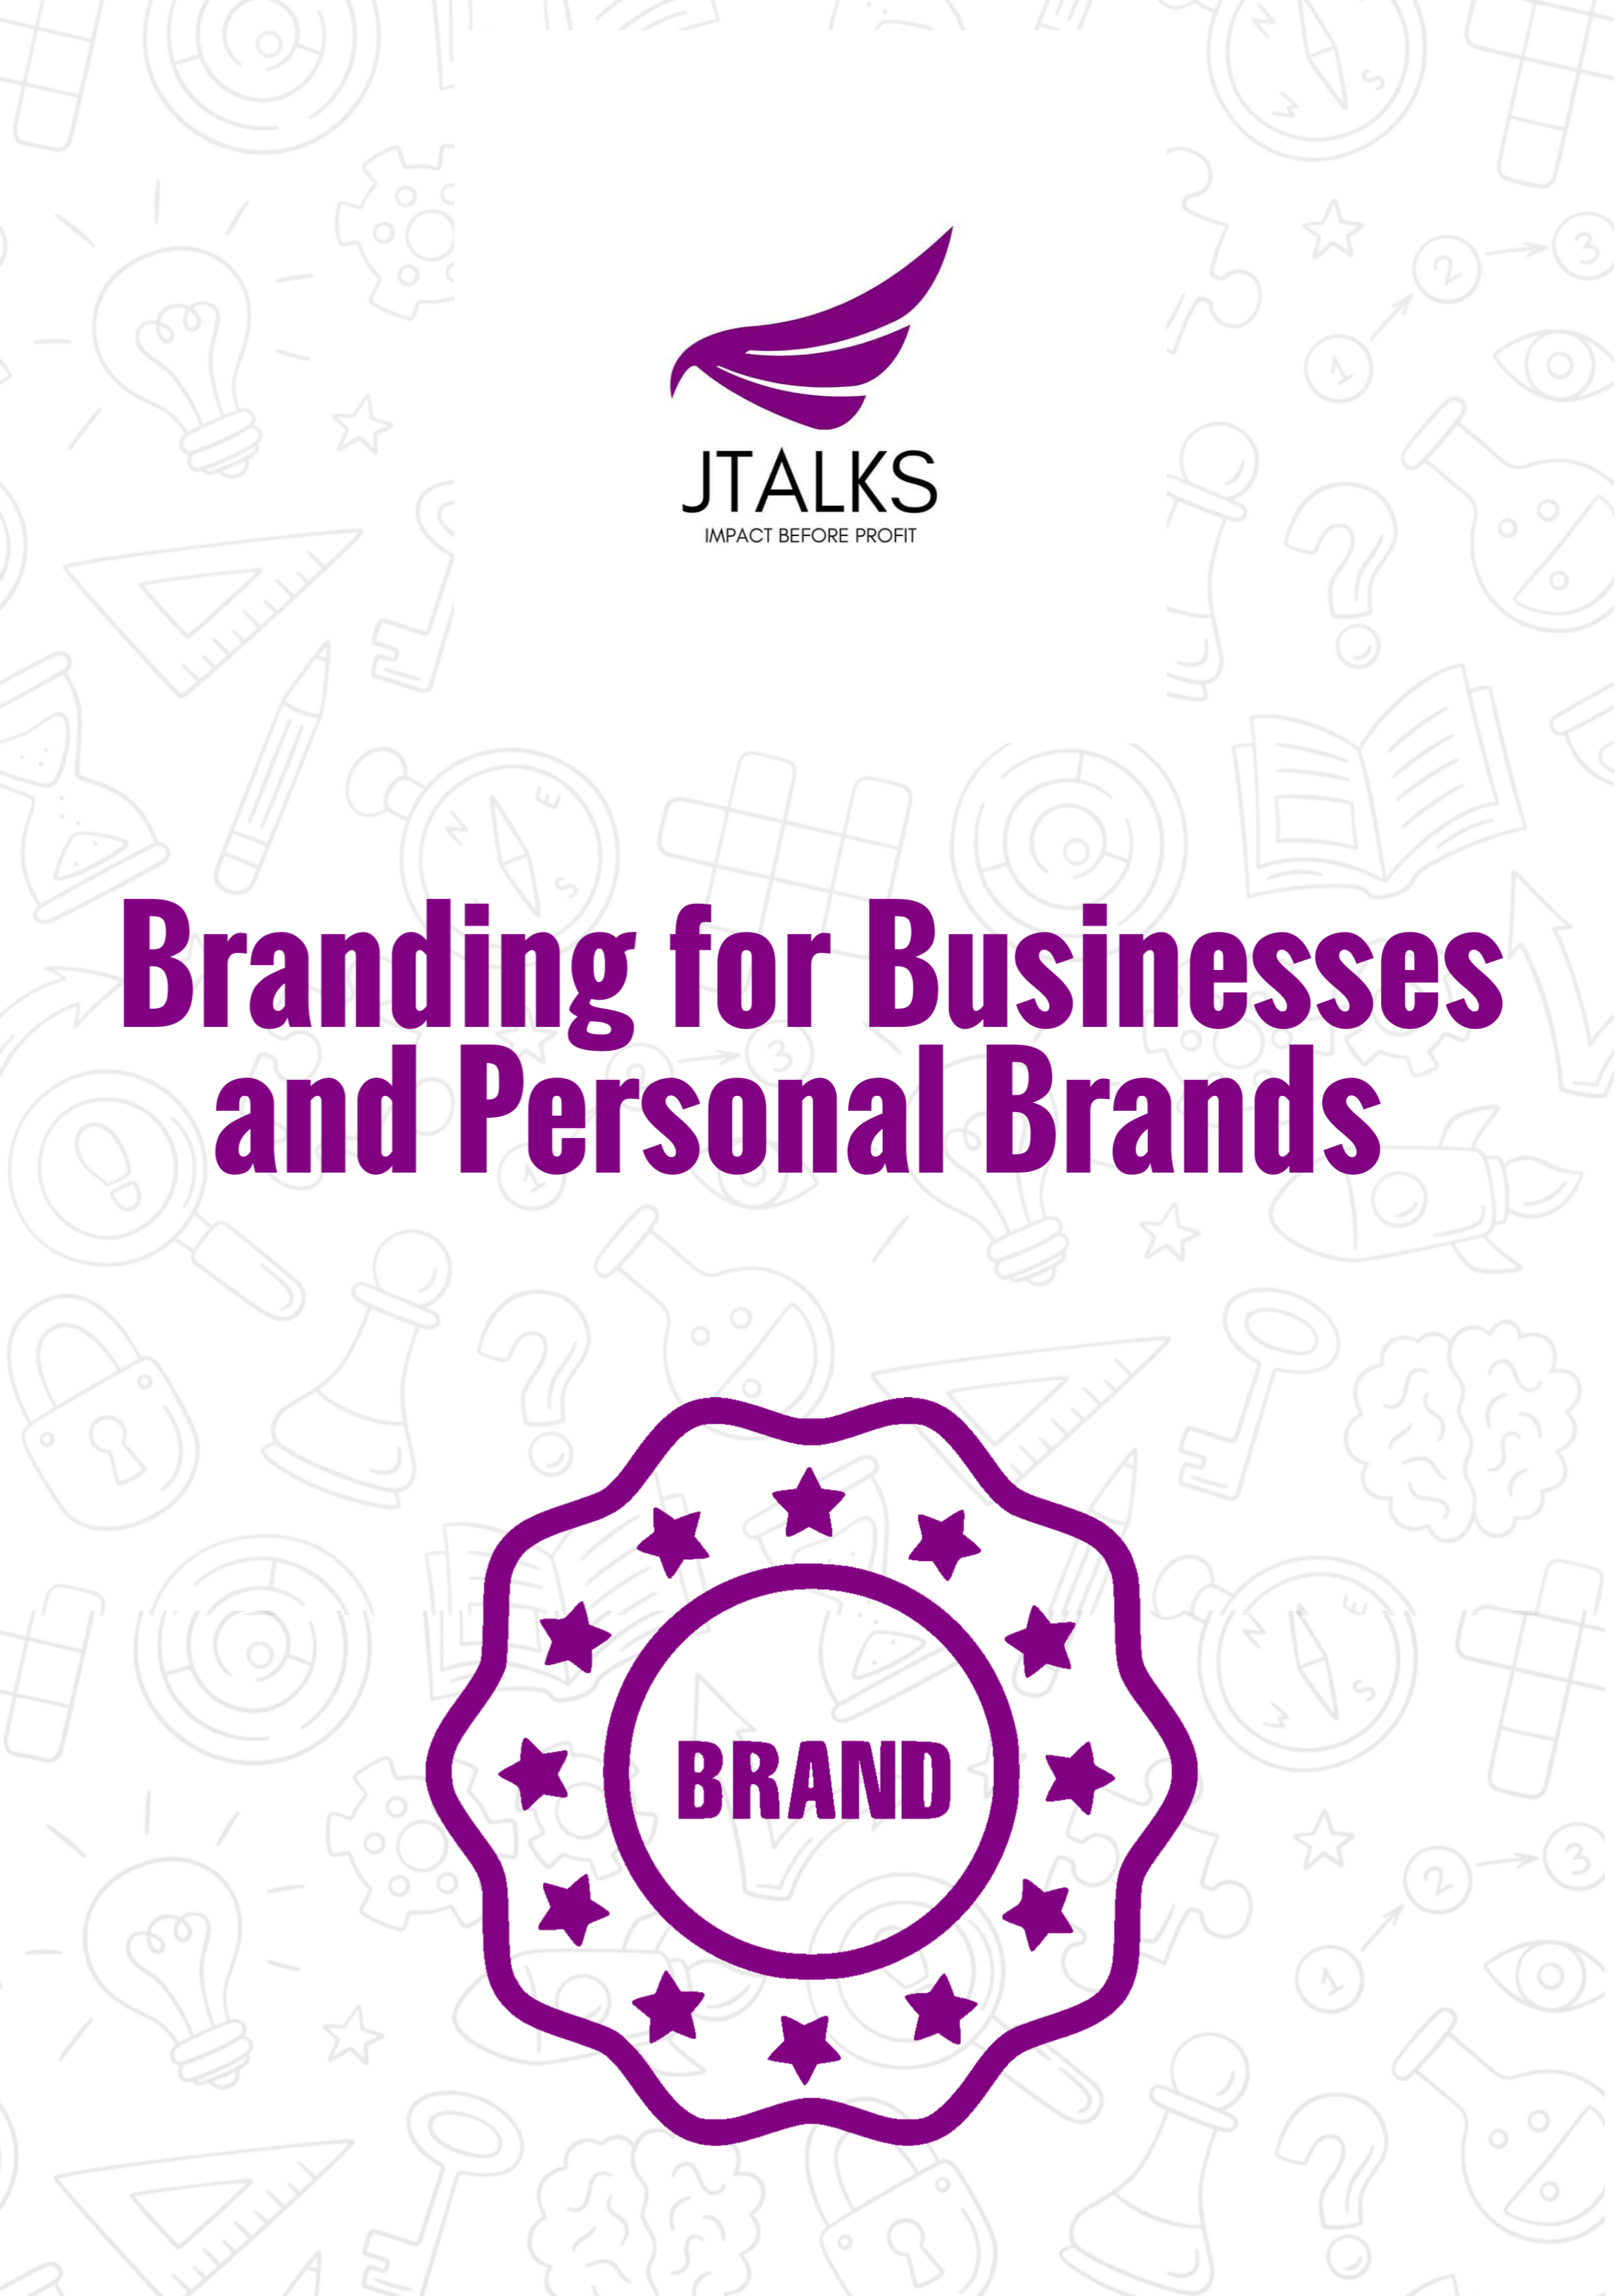 JTALKS
IMPACT BEFORE PROFIT
Branding for Businesses
and Personal Brands
BRAND